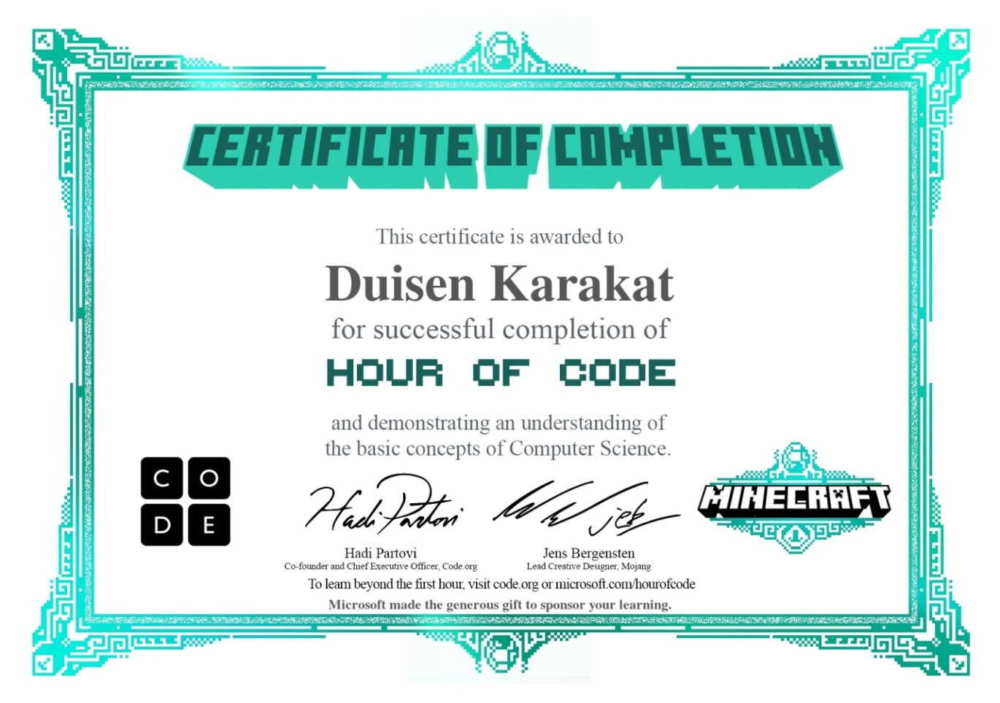 CERTIFICATE OF COMPLETION
This certificate is awarded to
Duisen Karakat
for successful completion of
HOUR OF CODE
and demonstrating an understanding of
the basic concepts of Computer Science.
C O
D E
MINECRAFT
Hadi Partovi
jeb
Hadi Partovi
Co-founder and Chief Executive Officer, Code.org
Jens Bergensten
Lead Creative Designer, Mojang
To learn beyond the first hour, visit code.org or microsoft.com/hourofcode
Microsoft made the generous gift to sponsor your learning.